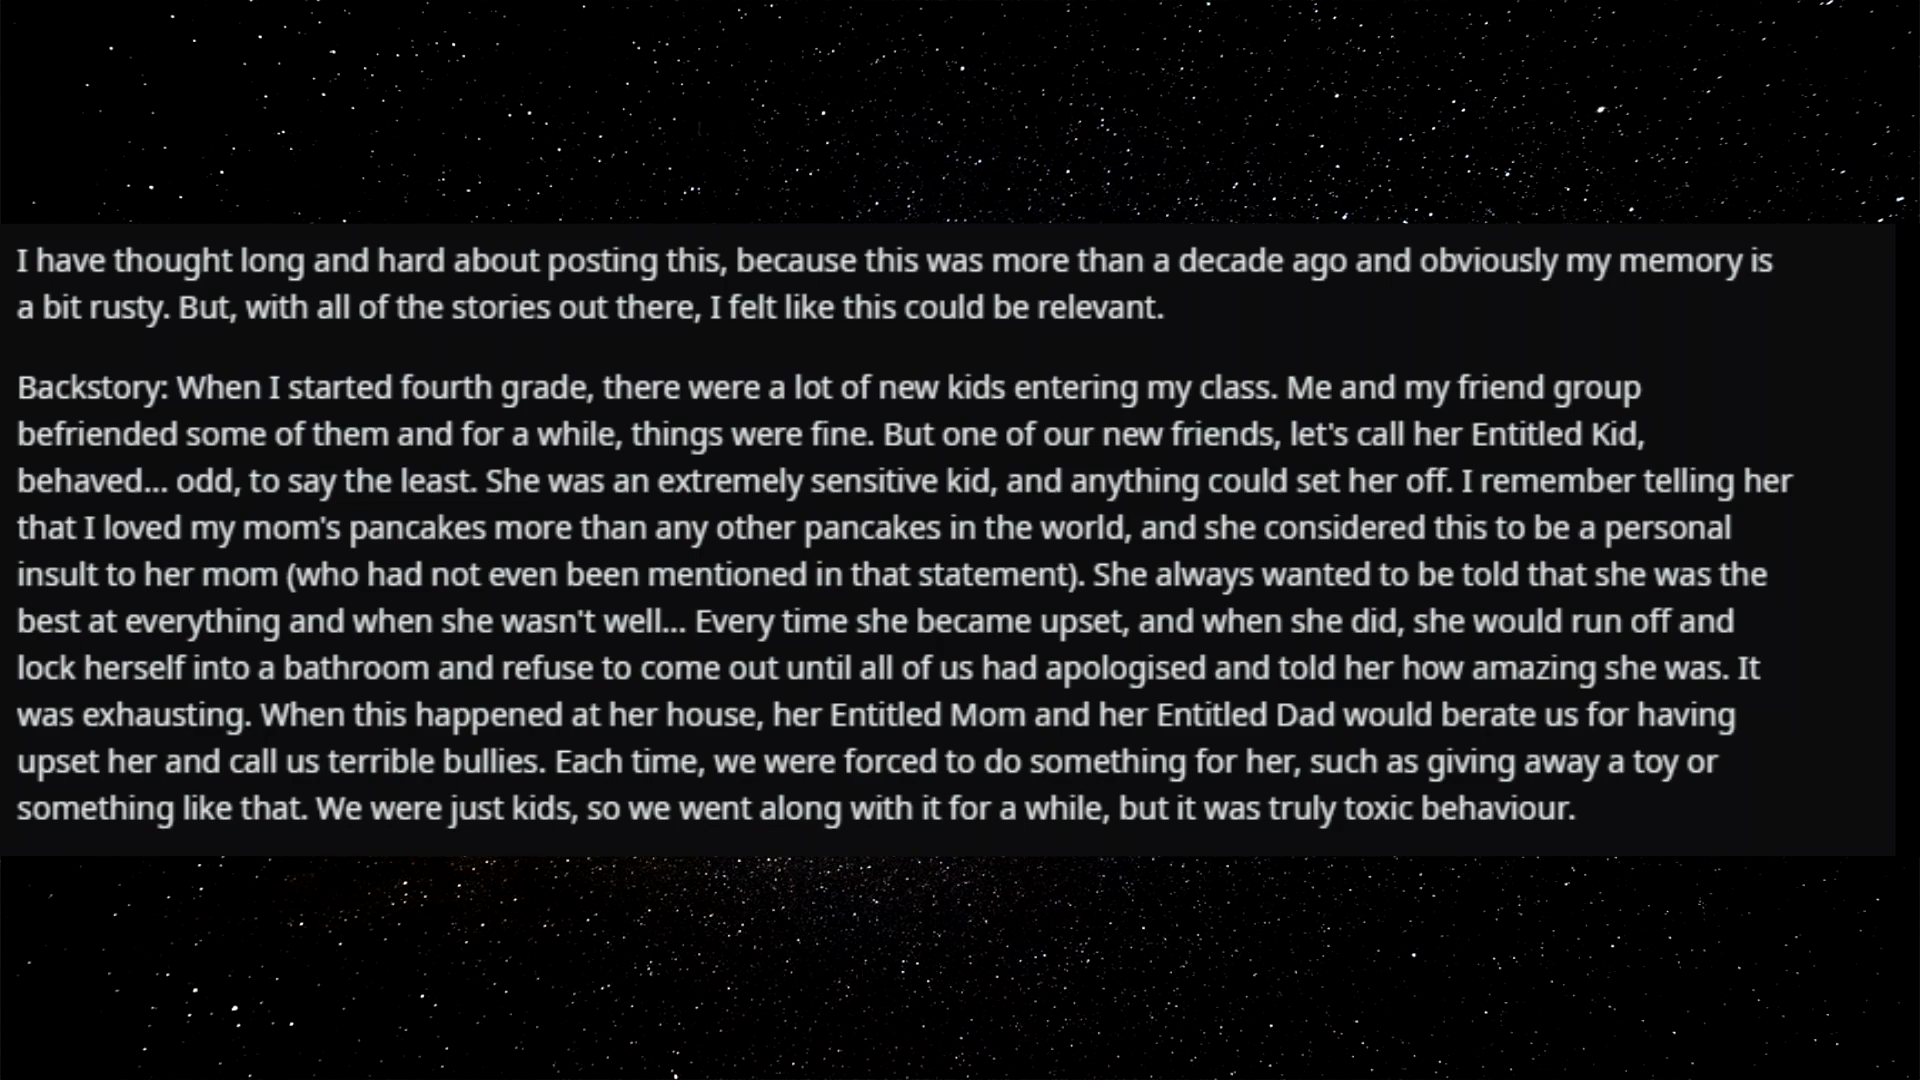 I have thought long and hard about posting this, because this was more than a decade ago and obviously my memory is
a bit rusty. But, with all of the stories out there, I felt like this could be relevant.
Backstory: When I started fourth grade, there were a lot of new kids entering my class. Me and my friend group
befriended some of them and for a while, things were fine. But one of our new friends, let's call her Entitled Kid,
behaved... odd, to say the least. She was an extremely sensitive kid, and anything could set her off. I remember telling her
that I loved my mom's pancakes more than any other pancakes in the world, and she considered this to be a personal
insult to her mom (who had not even been mentioned in that statement). She always wanted to be told that she was the
best at everything and when she wasn't well... Every time she became upset, and when she did, she would run off and
lock herself into a bathroom and refuse to come out until all of us had apologised and told her how amazing she was. It
was exhausting. When this happened at her house, her Entitled Mom and her Entitled Dad would berate us for having
upset her and call us terrible bullies. Each time, we were forced to do something for her, such as giving away a toy or
something like that. We were just kids, so we went along with it for a while, but it was truly toxic behaviour.